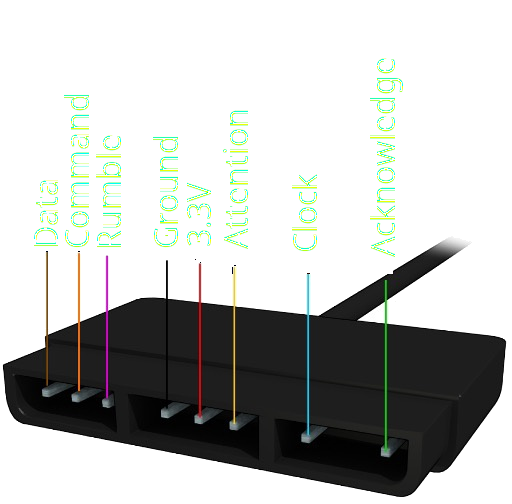 Data
Command
Rumble
Ground
3.3V
Attention
Clock
Acknowledge